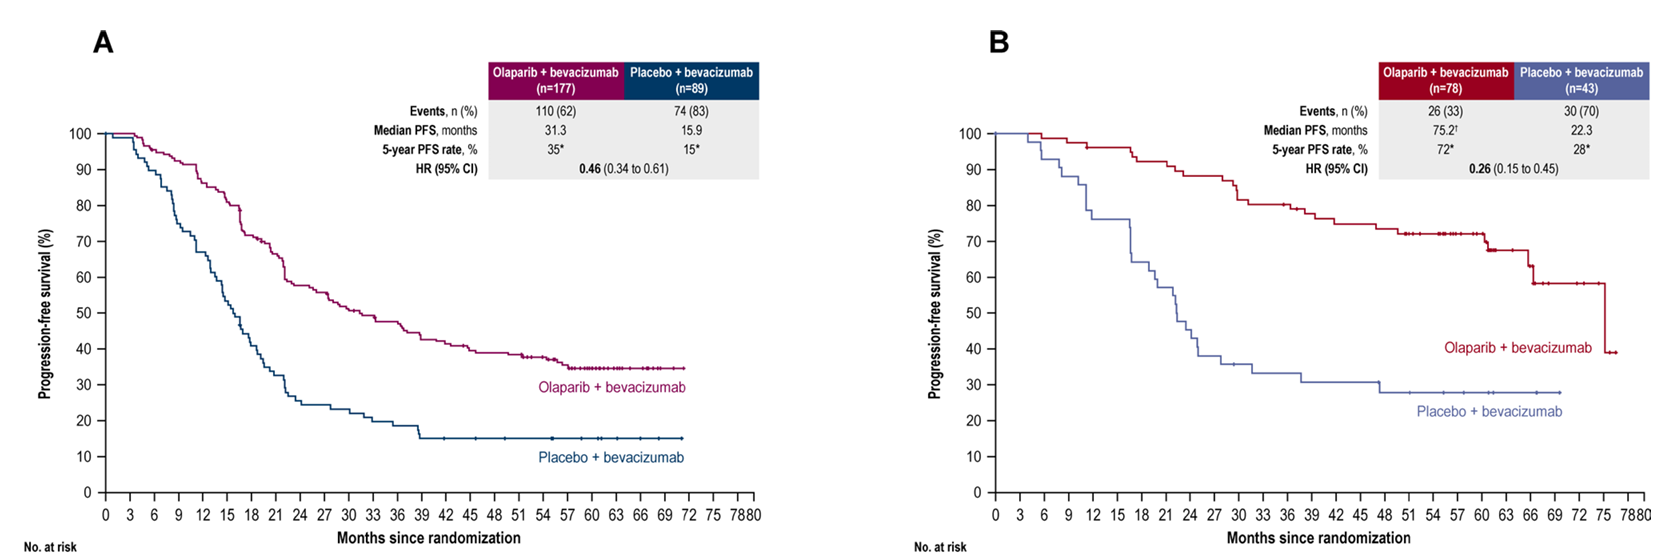 A
Olaparib + bevacizumab Placebo + bevacizumab
(n=177) (n=89)
Events, n (%) 110 (62) 74 (83)
Median PFS, months 31.3 15.9
5-year PFS rate, % 35* 15*
HR (95% CI) 0.46 (0.34 to 0.61)
Progression-free survival (%)
100
90
80
70
60
50
40
30
20
10
0
Olaparib + bevacizumab
Placebo + bevacizumab
0 3 6 9 12 15 18 21 24 27 30 33 36 39 42 45 48 51 54 57 60 63 66 69 72 75 78 80
Months since randomization
No. at risk
B
Olaparib + bevacizumab Placebo + bevacizumab
(n=78) (n=43)
Events, n (%) 26 (33) 30 (70)
Median PFS, months 75.2† 22.3
5-year PFS rate, % 72* 28*
HR (95% CI) 0.26 (0.15 to 0.45)
Progression-free survival (%)
100
90
80
70
60
50
40
30
20
10
0
Olaparib + bevacizumab
Placebo + bevacizumab
0 3 6 9 12 15 18 21 24 27 30 33 36 39 42 45 48 51 54 57 60 63 66 69 72 75 78 80
Months since randomization
No. at risk